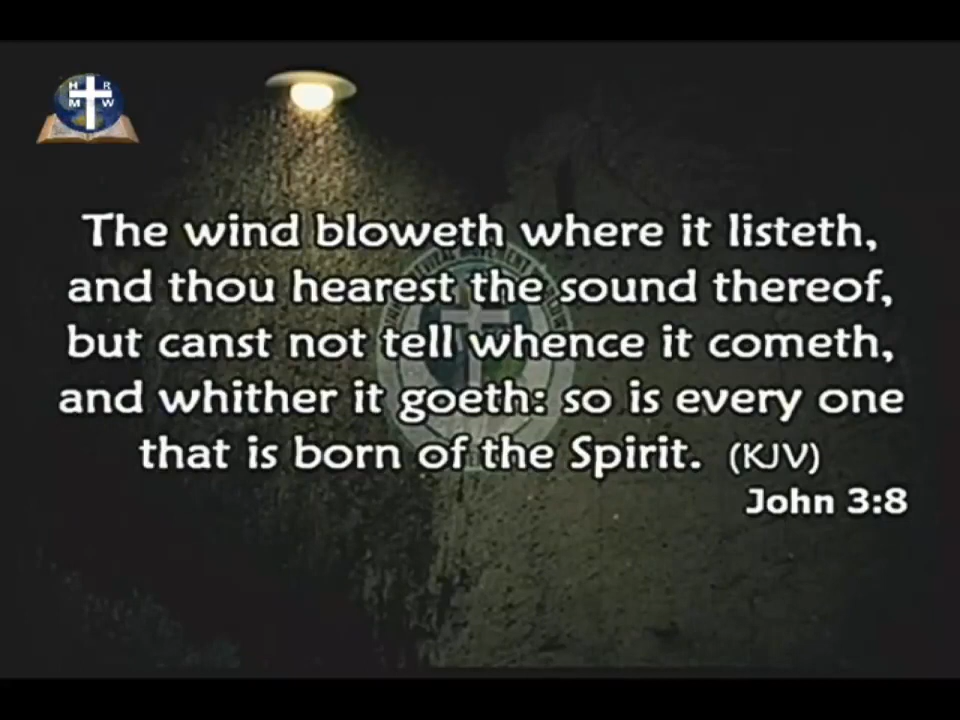 H R
M W
The wind bloweth where it listeth,
and thou hearest the sound thereof,
but canst not tell whence it cometh,
and whither it goeth: so is every one
that is born of the Spirit. (KJV)
John 3:8